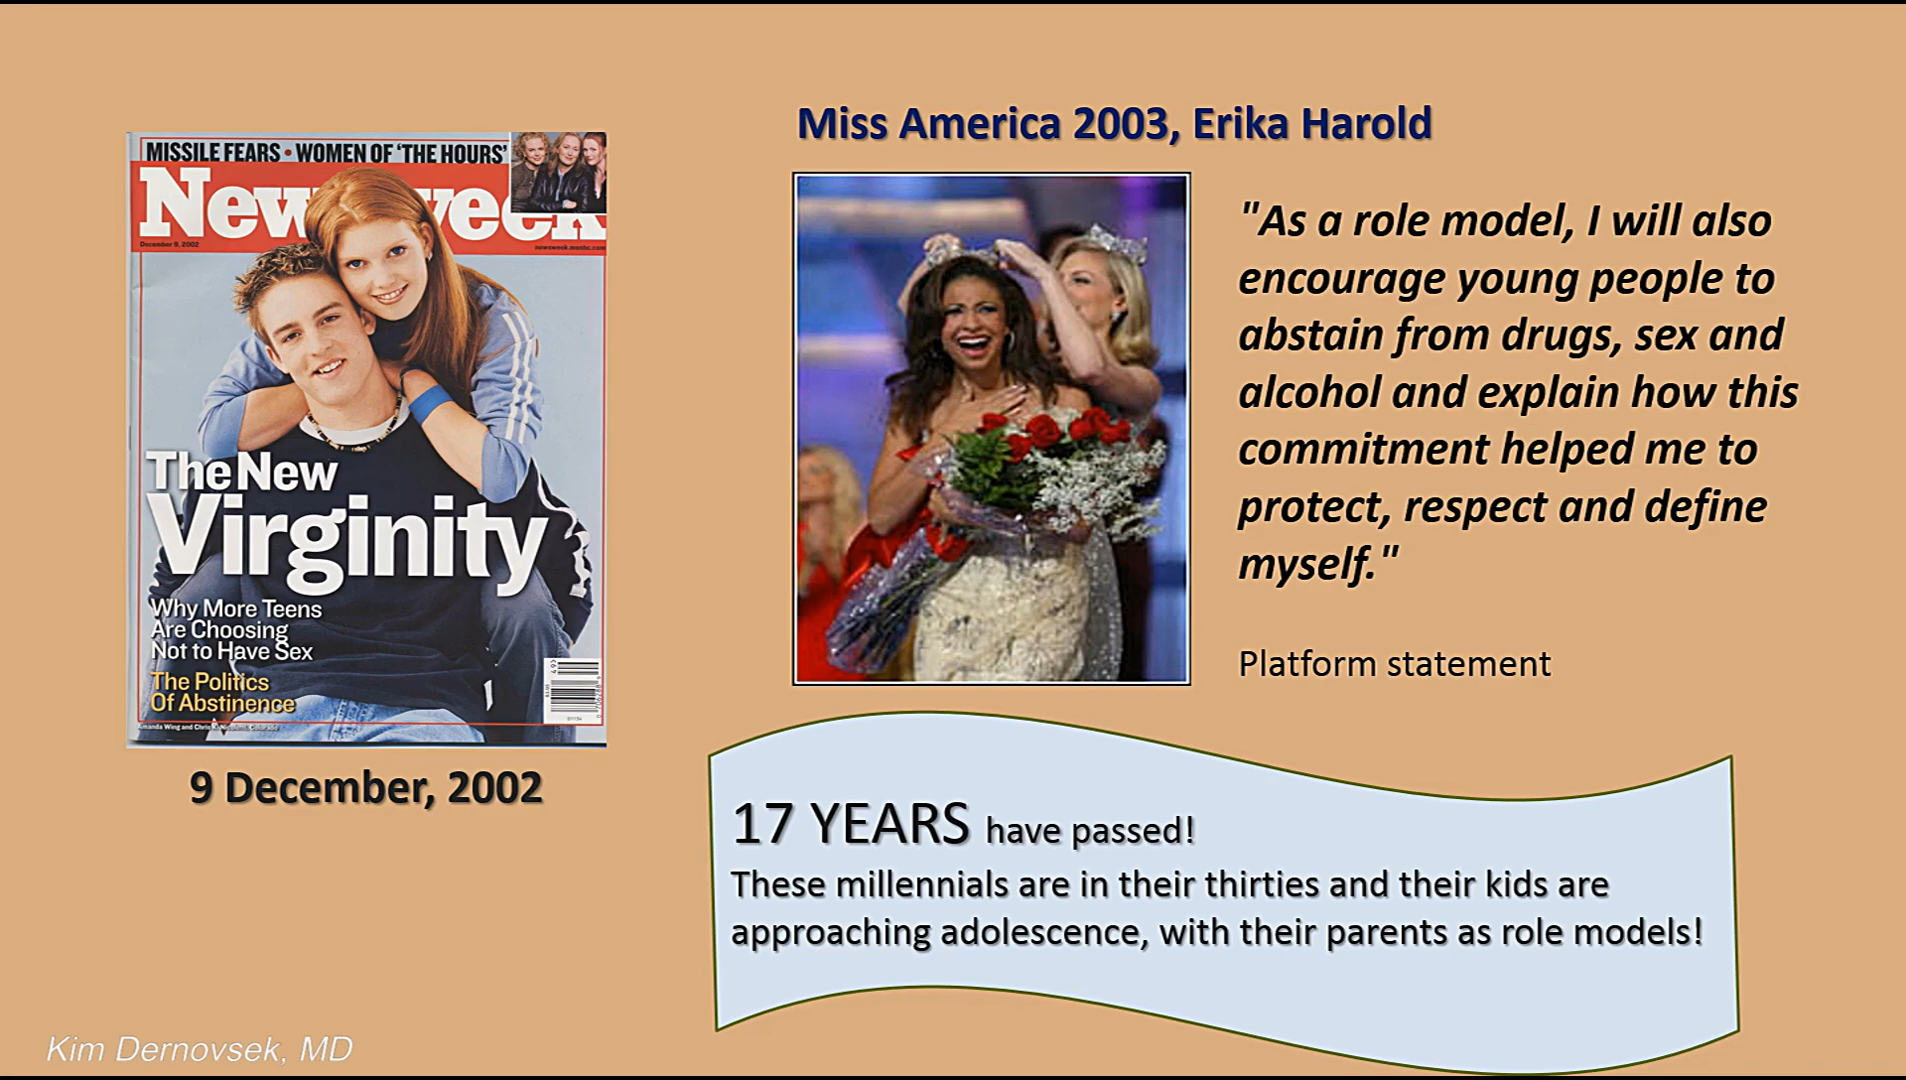 MISSILE FEARS • WOMEN OF 'THE HOURS'
Newsweek
December 9, 2002
newsweek.msnbc.com
The New
Virginity
Why More Teens
Are Choosing
Not to Have Sex
The Politics
Of Abstinence
9 December, 2002
Miss America 2003, Erika Harold
"As a role model, I will also
encourage young people to
abstain from drugs, sex and
alcohol and explain how this
commitment helped me to
protect, respect and define
myself."
Platform statement
17 YEARS have passed!
These millennials are in their thirties and their kids are
approaching adolescence, with their parents as role models!
Kim Dernovsek, MD